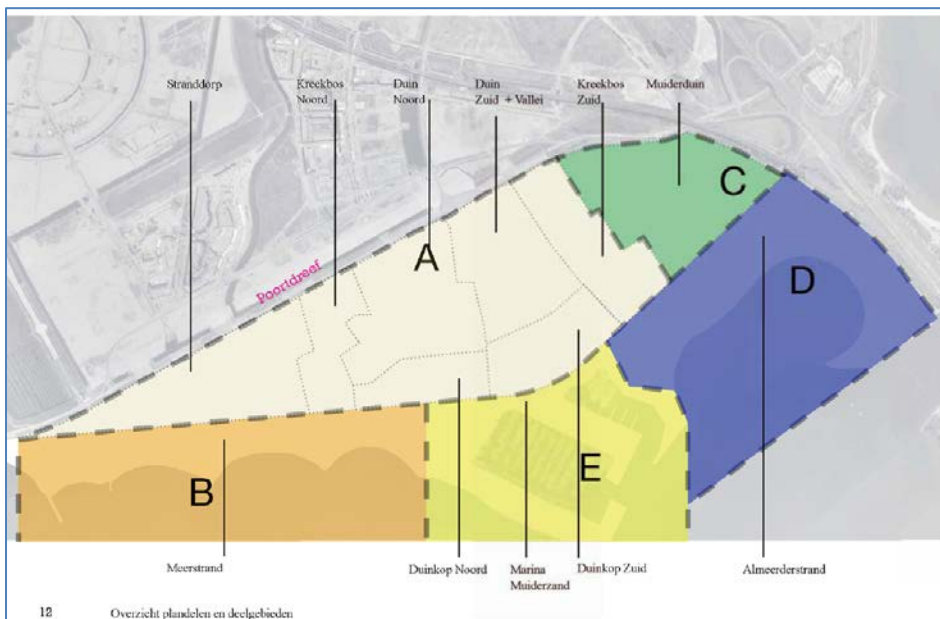 Stranddorp
Kreekbos
Noord
Duin
Noord
Duin
Zuid + Vallei
Kreekbos
Zuid
Muiderduin
C
A
D
Poortdreef
B
E
Meerstrand
Duinkop Noord
Marina
Muiderzand
Duinkop Zuid
Almeerderstrand
12 Overzicht plandelen en deelgebieden